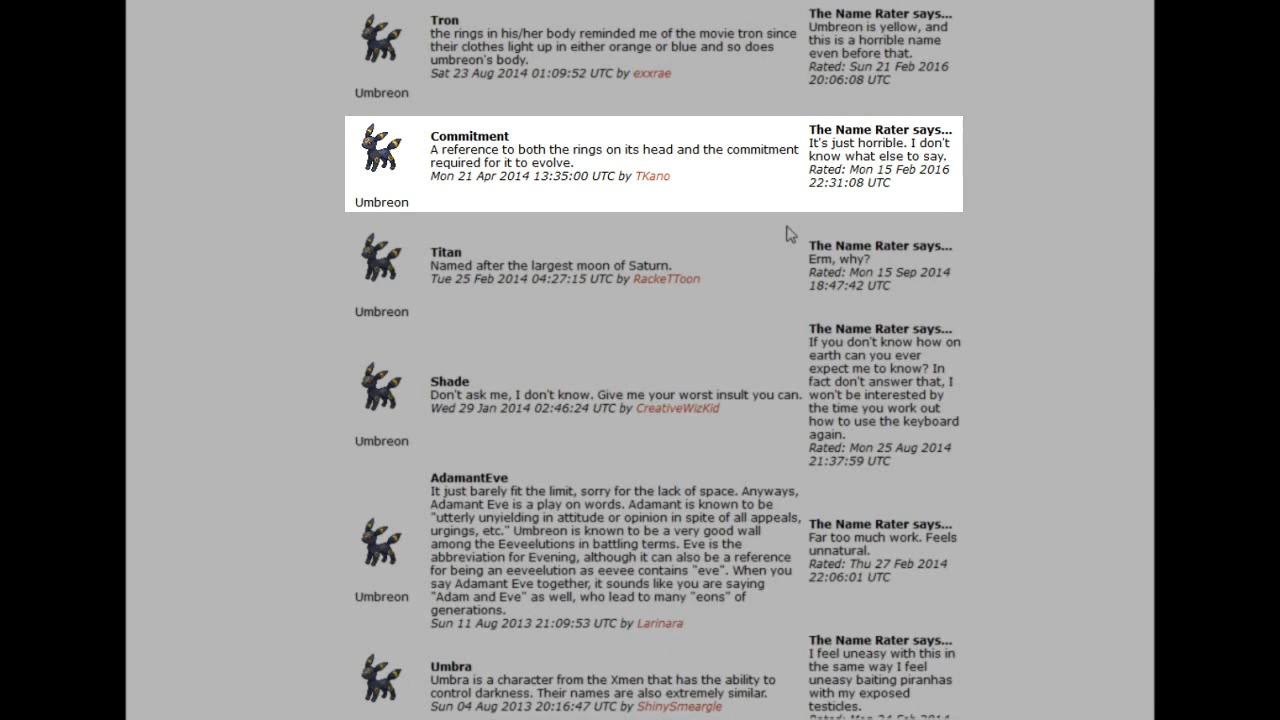 Tron
the rings in his/her body reminded me of the movie tron since
their clothes light up in either orange or blue and so does
umbreon's body.
Sat 23 Aug 2014 01:09:52 UTC by exxrae
Umbreon
The Name Rater says...
Umbreon is yellow, and
this is a horrible name
even before that.
Rated: Sun 21 Feb 2016
20:06:08 UTC
Commitment
A reference to both the rings on its head and the commitment
required for it to evolve.
Mon 21 Apr 2014 13:35:00 UTC by TKano
Umbreon
The Name Rater says...
It's just horrible. I don't
know what else to say.
Rated: Mon 15 Feb 2016
22:31:08 UTC
Titan
Named after the largest moon of Saturn.
Tue 25 Feb 2014 04:27:15 UTC by RackeTToon
Umbreon
The Name Rater says...
Erm, why?
Rated: Mon 15 Sep 2014
18:47:42 UTC
Shade
Don't ask me, I don't know. Give me your worst insult you can.
Wed 29 Jan 2014 02:46:24 UTC by CreativeWizKid
Umbreon
The Name Rater says...
If you don't know how on
earth can you ever
expect me to know? In
fact don't answer that, I
won't be interested by
the time you work out
how to use the keyboard
again.
Rated: Mon 25 Aug 2014
21:37:59 UTC
AdamantEve
It just barely fit the limit, sorry for the lack of space. Anyways,
Adamant Eve is a play on words. Adamant is known to be
"utterly unyielding in attitude or opinion in spite of all appeals,
urgings, etc." Umbreon is known to be a very good wall
among the Eeveelutions in battling terms. Eve is the
abbreviation for Evening, although it can also be a reference
for being an eeveelution as eevee contains "eve". When you
say Adamant Eve together, it sounds like you are saying
"Adam and Eve" as well, who lead to many "eons" of
generations.
Sun 11 Aug 2013 21:09:53 UTC by Larinara
Umbreon
The Name Rater says...
Far too much work. Feels
unnatural.
Rated: Thu 27 Feb 2014
22:06:01 UTC
Umbra
Umbra is a character from the Xmen that has the ability to
control darkness. Their names are also extremely similar.
Sun 04 Aug 2013 20:16:47 UTC by ShinySmeargle
The Name Rater says...
I feel uneasy with this in
the same way I feel
uneasy baiting piranhas
with my exposed
testicles.